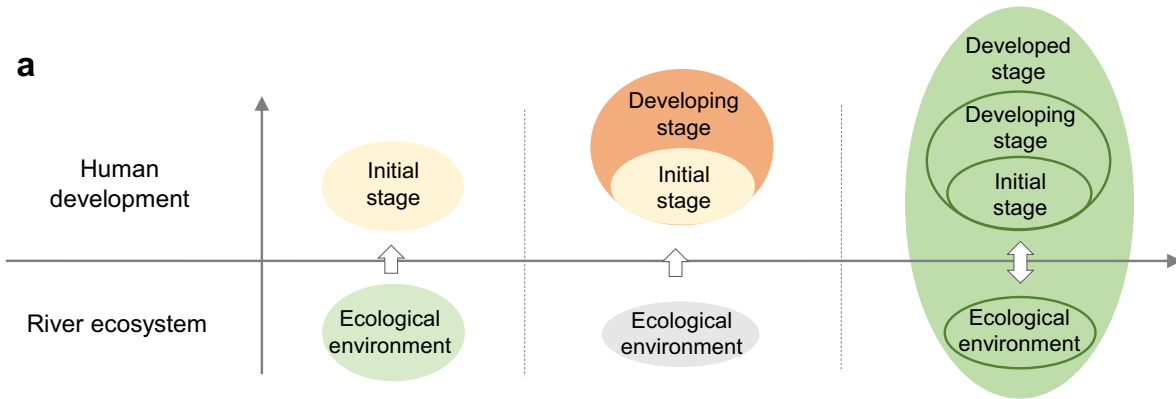 a
Human
development
River ecosystem
Initial
stage
Ecological
environment
Developing
stage
Initial
stage
Ecological
environment
Developed
stage
Developing
stage
Initial
stage
Ecological
environment